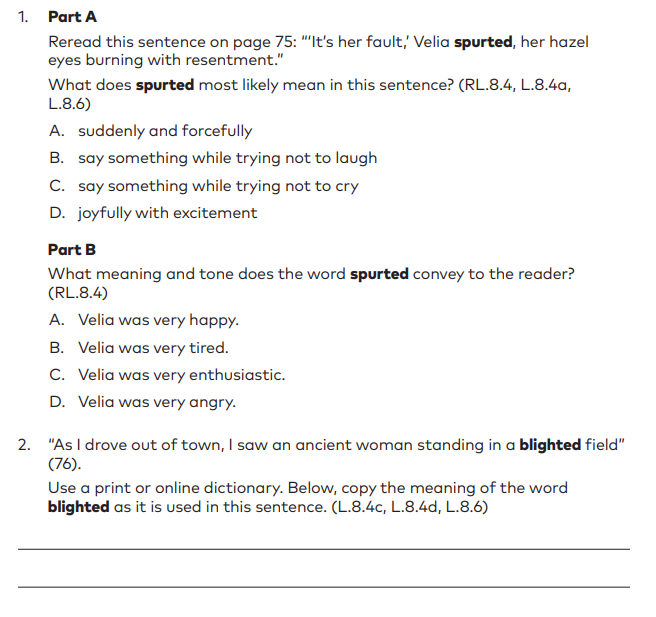 1. Part A
Reread this sentence on page 75: “‘It’s her fault,’ Velia spurted, her hazel
eyes burning with resentment.”
What does spurted most likely mean in this sentence? (RL.8.4, L.8.4a,
L.8.6)
A. suddenly and forcefully
B. say something while trying not to laugh
C. say something while trying not to cry
D. joyfully with excitement
Part B
What meaning and tone does the word spurted convey to the reader?
(RL.8.4)
A. Velia was very happy.
B. Velia was very tired.
C. Velia was very enthusiastic.
D. Velia was very angry.
2. “As I drove out of town, I saw an ancient woman standing in a blighted field”
(76).
Use a print or online dictionary. Below, copy the meaning of the word
blighted as it is used in this sentence. (L.8.4c, L.8.4d, L.8.6)